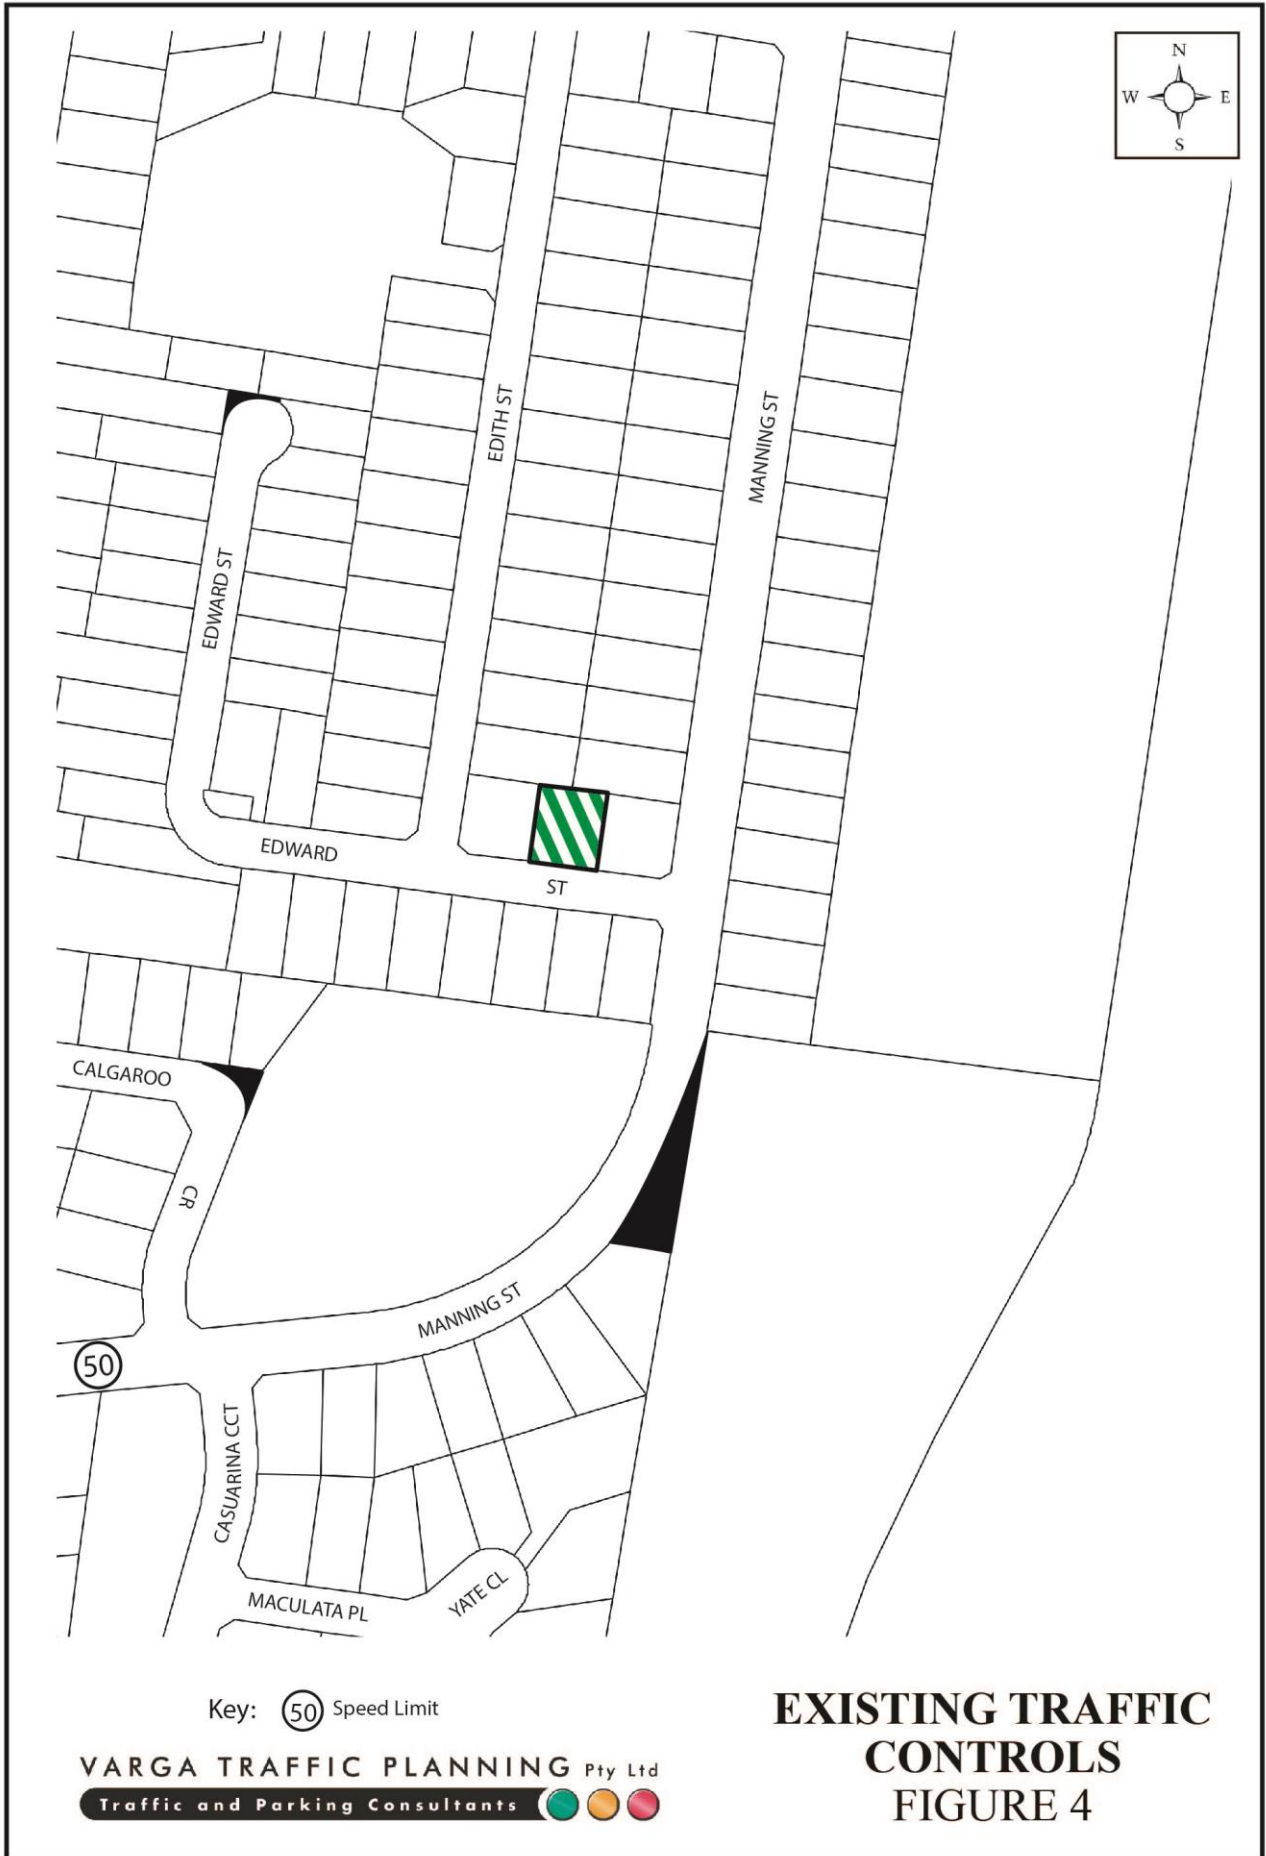 N
W E
S
EDITH ST
MANNING ST
EDWARD ST
EDWARD
ST
CALGAROO
CR
MANNING ST
50
CASUARINA CCT
MACULATA PL
YATE CL
Key: 50 Speed Limit
EXISTING TRAFFIC
CONTROLS
FIGURE 4
VARGA TRAFFIC PLANNING Pty Ltd
Traffic and Parking Consultants